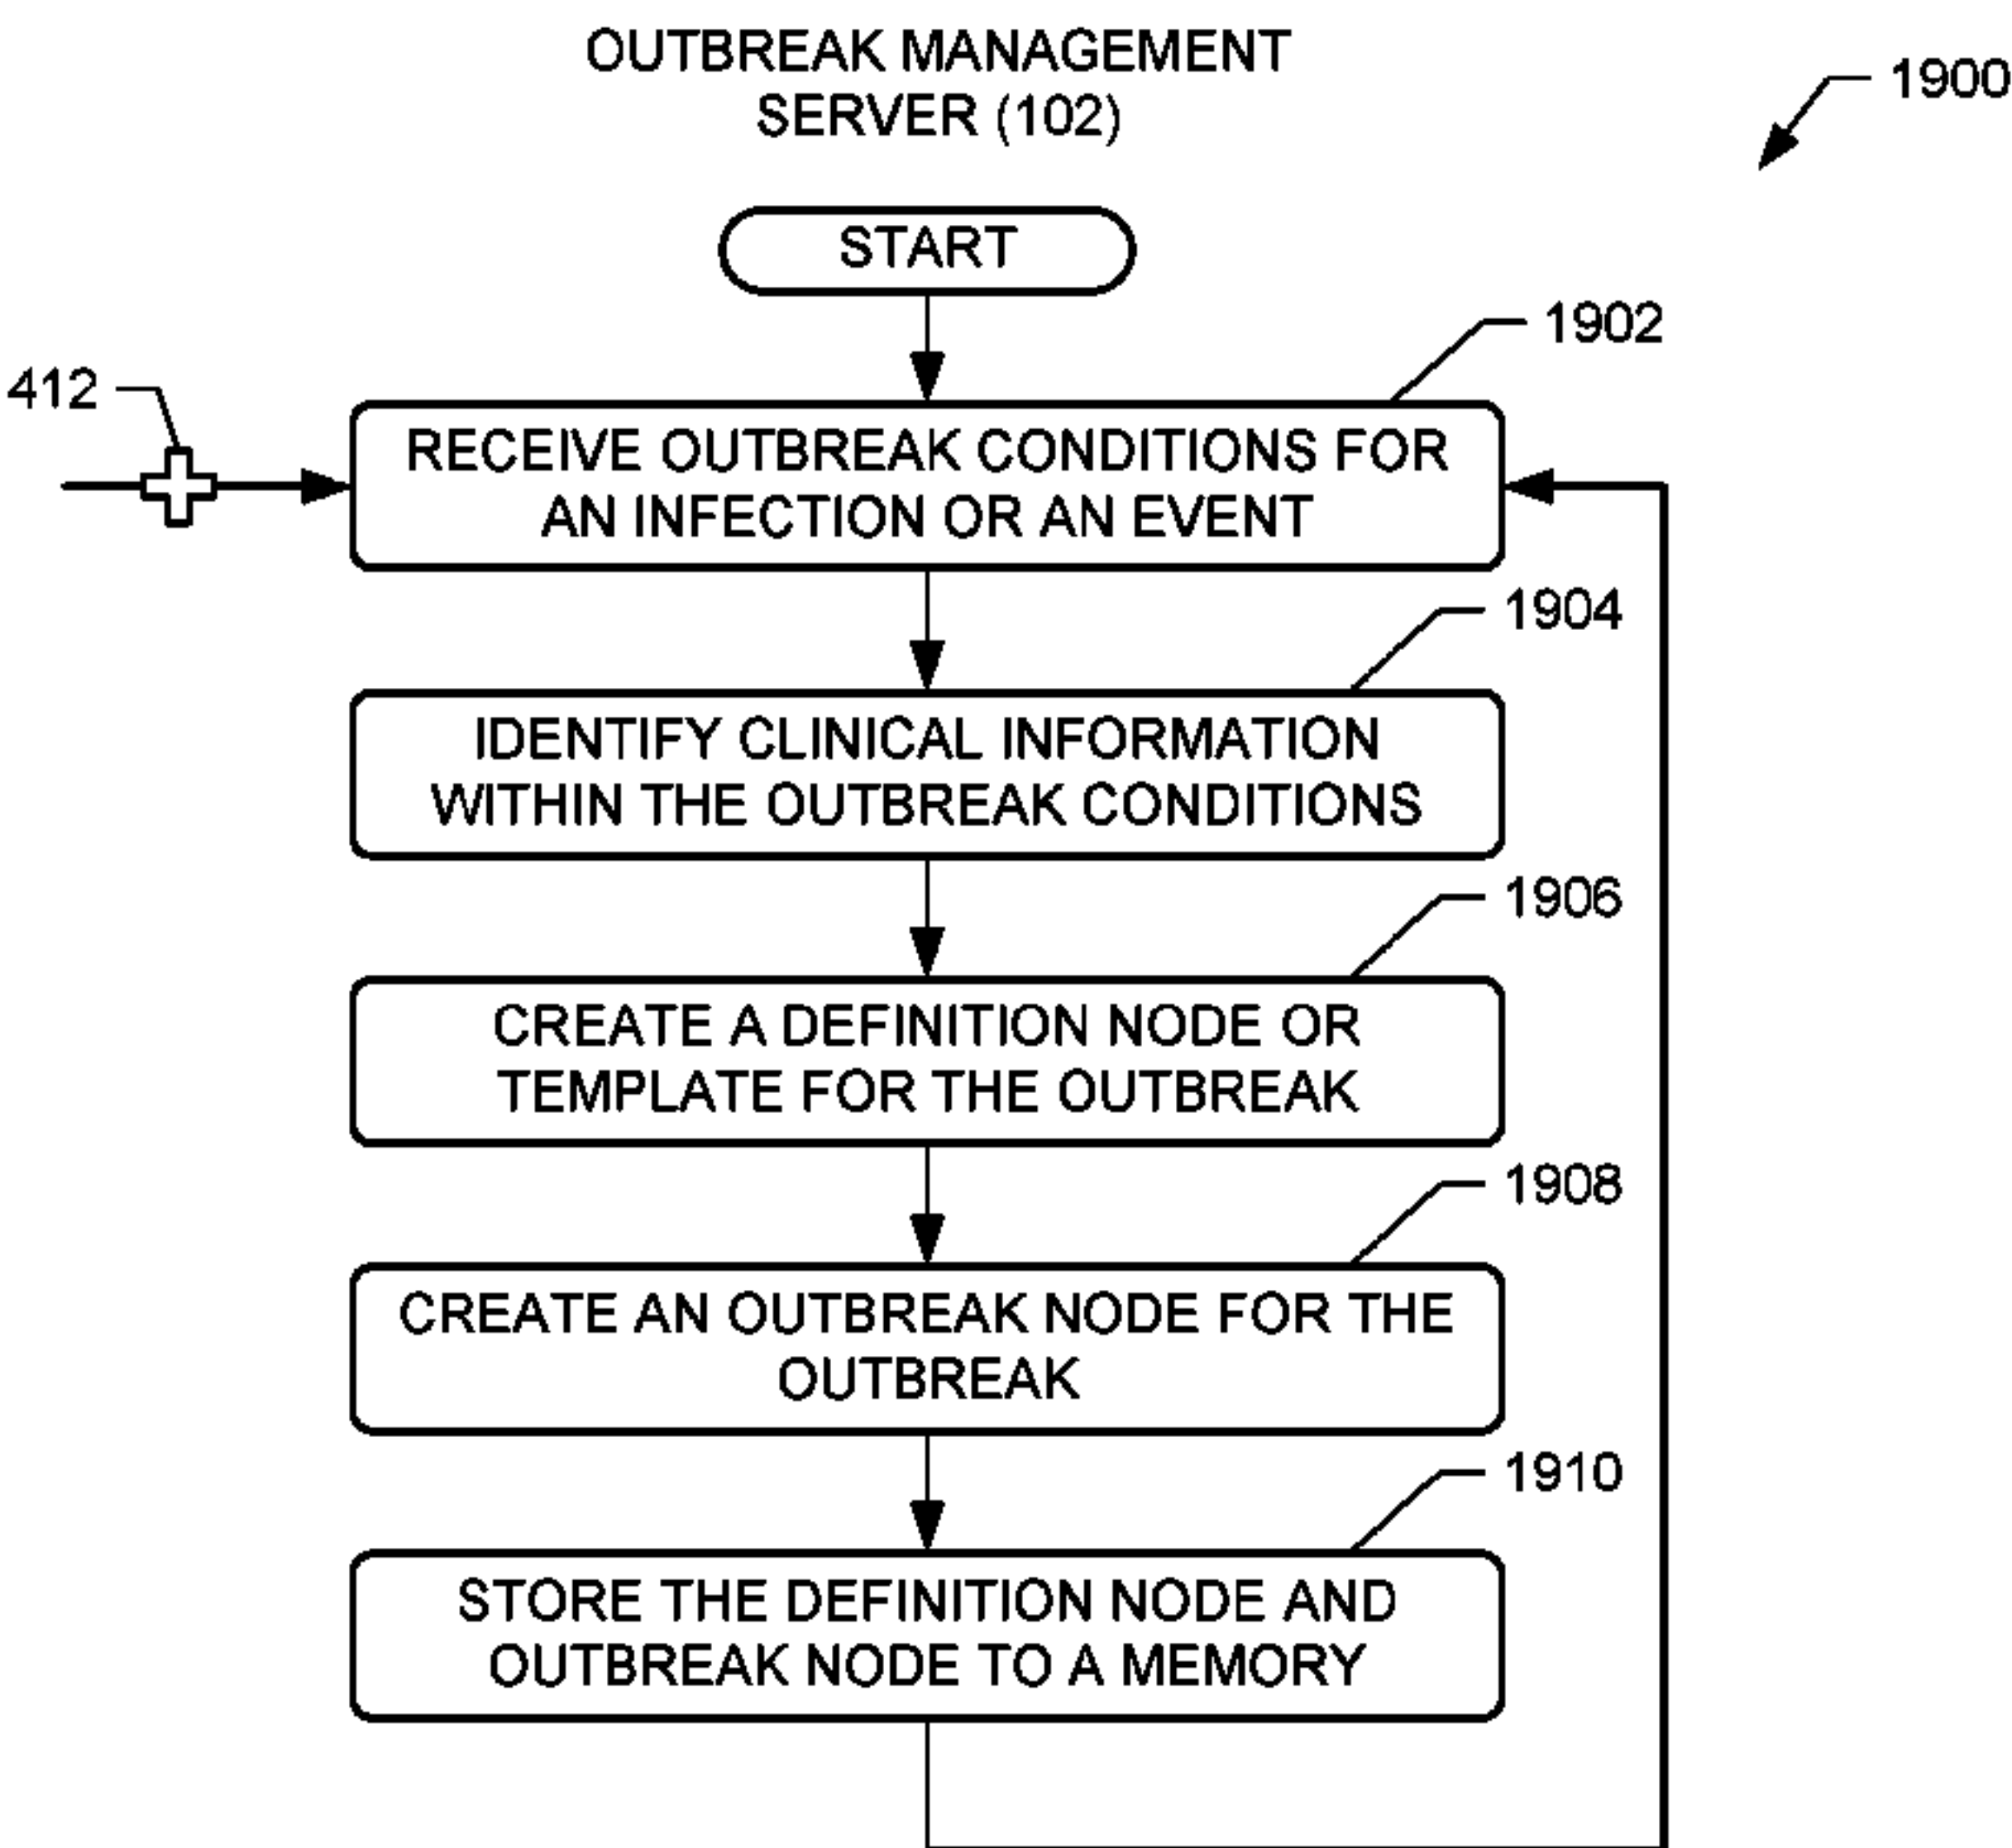 OUTBREAK MANAGEMENT
SERVER (102)
1900
START
1902
412
RECEIVE OUTBREAK CONDITIONS FOR
AN INFECTION OR AN EVENT
1904
IDENTIFY CLINICAL INFORMATION
WITHIN THE OUTBREAK CONDITIONS
1906
CREATE A DEFINITION NODE OR
TEMPLATE FOR THE OUTBREAK
1908
CREATE AN OUTBREAK NODE FOR THE
OUTBREAK
1910
STORE THE DEFINITION NODE AND
OUTBREAK NODE TO A MEMORY